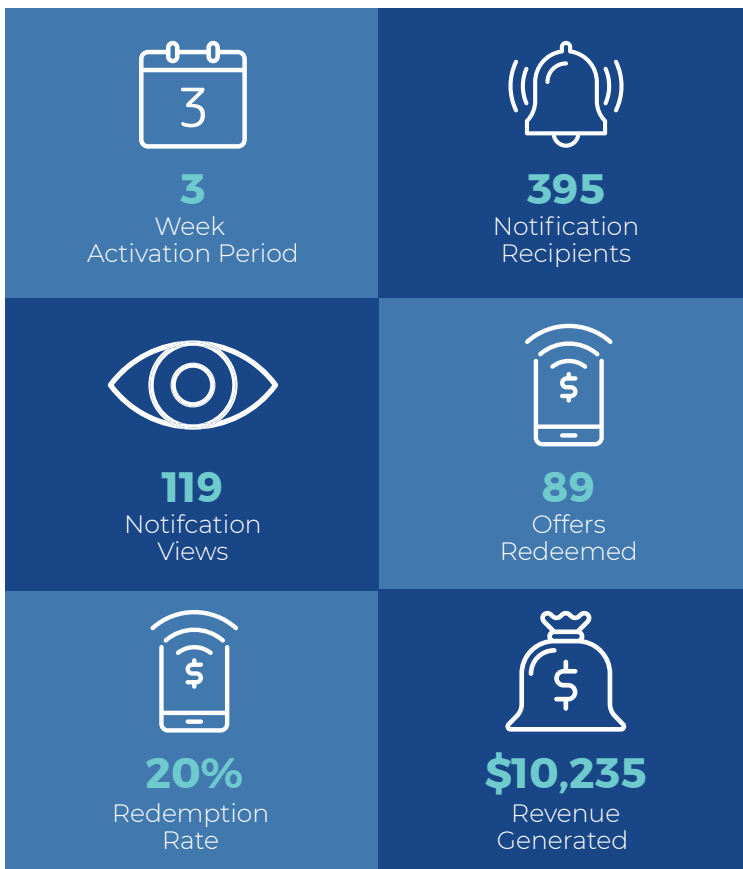 3
3
Week
Activation Period
395
Notification
Recipients
119
Notifcation
Views
$
89
Offers
Redeemed
$
20%
Redemption
Rate
$
$10,235
Revenue
Generated